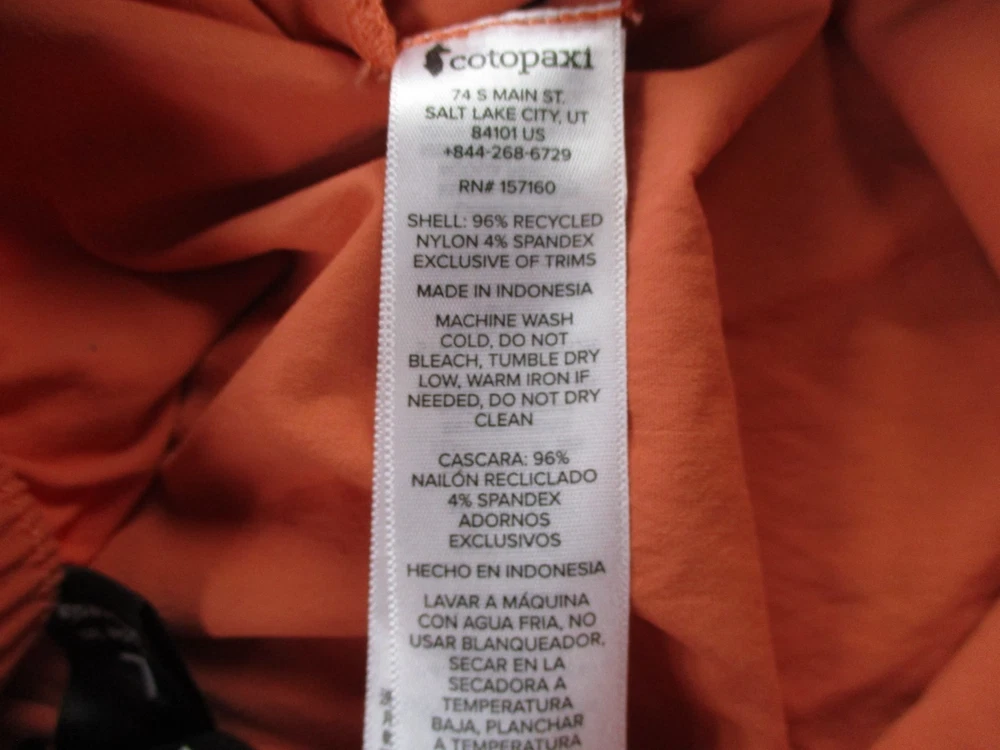 cotopaxi
74 S MAIN ST.
SALT LAKE CITY, UT
84101 US
+844-268-6729
RN# 157160
SHELL: 96% RECYCLED
NYLON 4% SPANDEX
EXCLUSIVE OF TRIMS
MADE IN INDONESIA
MACHINE WASH
COLD, DO NOT
BLEACH, TUMBLE DRY
LOW, WARM IRON IF
NEEDED, DO NOT DRY
CLEAN
CASCARA: 96%
NAILÓN RECLICLADO
4% SPANDEX
ADORNOS
EXCLUSIVOS
HECHO EN INDONESIA
LAVAR A MÁQUINA
CON AGUA FRIA, NO
USAR BLANQUEADOR,
SECAR EN LA
SECADORA A
TEMPERATURA
BAJA, PLANCHAR
A TEMPERATURA
L